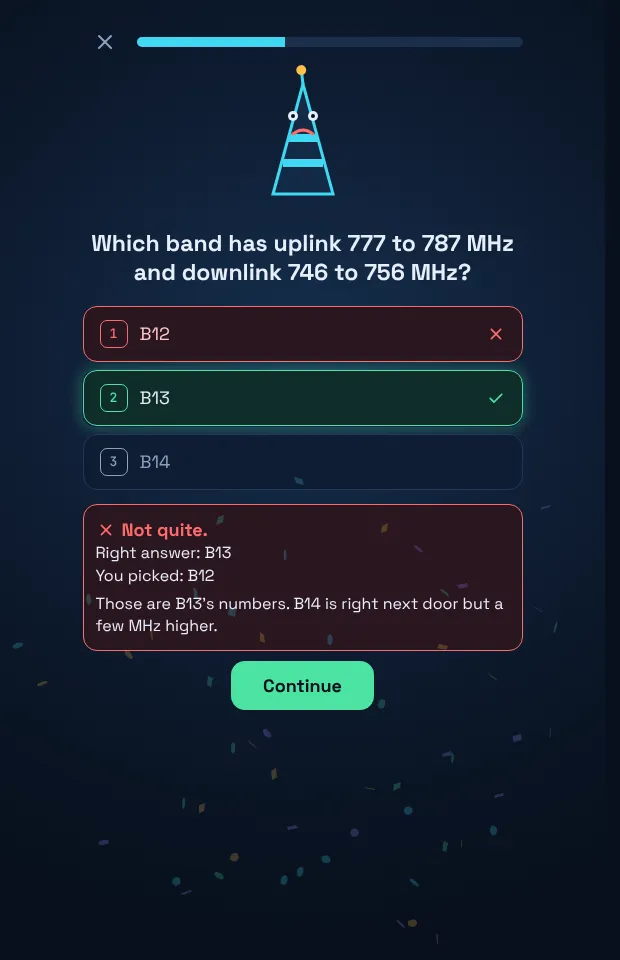 Which band has uplink 777 to 787 MHz
and downlink 746 to 756 MHz?
1 B12
2 B13
3 B14
Not quite.
Right answer: B13
You picked: B12
Those are B13's numbers. B14 is right next door but a
few MHz higher.
Continue